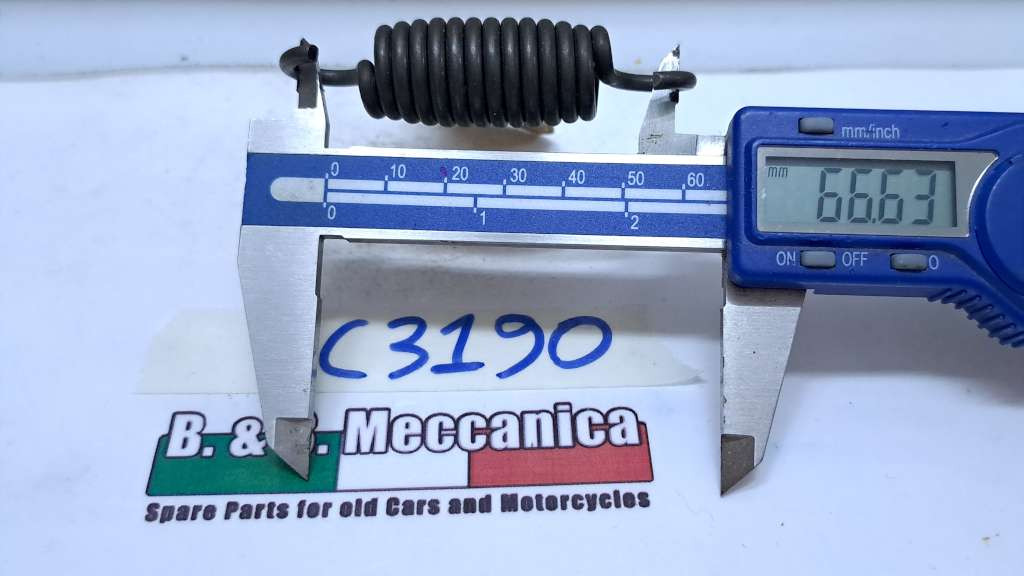 mm/inch
mm
66.63
0 10 20 30 40 50 60
0 1 2
ON OFF O
C3190
B. & B. Meccanica
Spare Parts for old Cars and Motorcycles